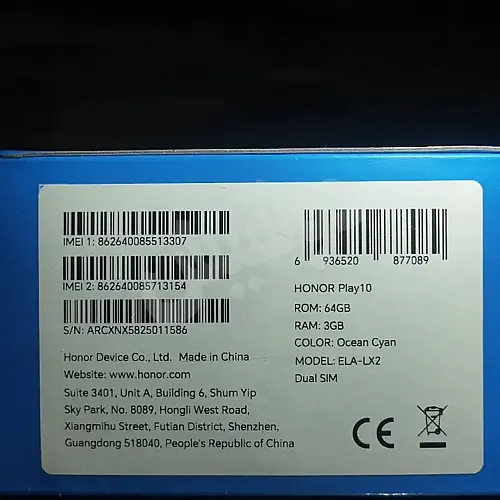 IMEI 1: 862640085513307
IMEI 2: 862640085713154
S/N: ARCXNX5825011586
Honor Device Co., Ltd. Made in China
Website: www.honor.com
Suite 3401, Unit A, Building 6, Shum Yip
Sky Park, No. 8089, Hongli West Road,
Xiangmihu Street, Futian District, Shenzhen,
Guangdong 518040, People's Republic of China
6 936520 877089
HONOR Play10
ROM: 64GB
RAM: 3GB
COLOR: Ocean Cyan
MODEL: ELA-LX2
Dual SIM
CE